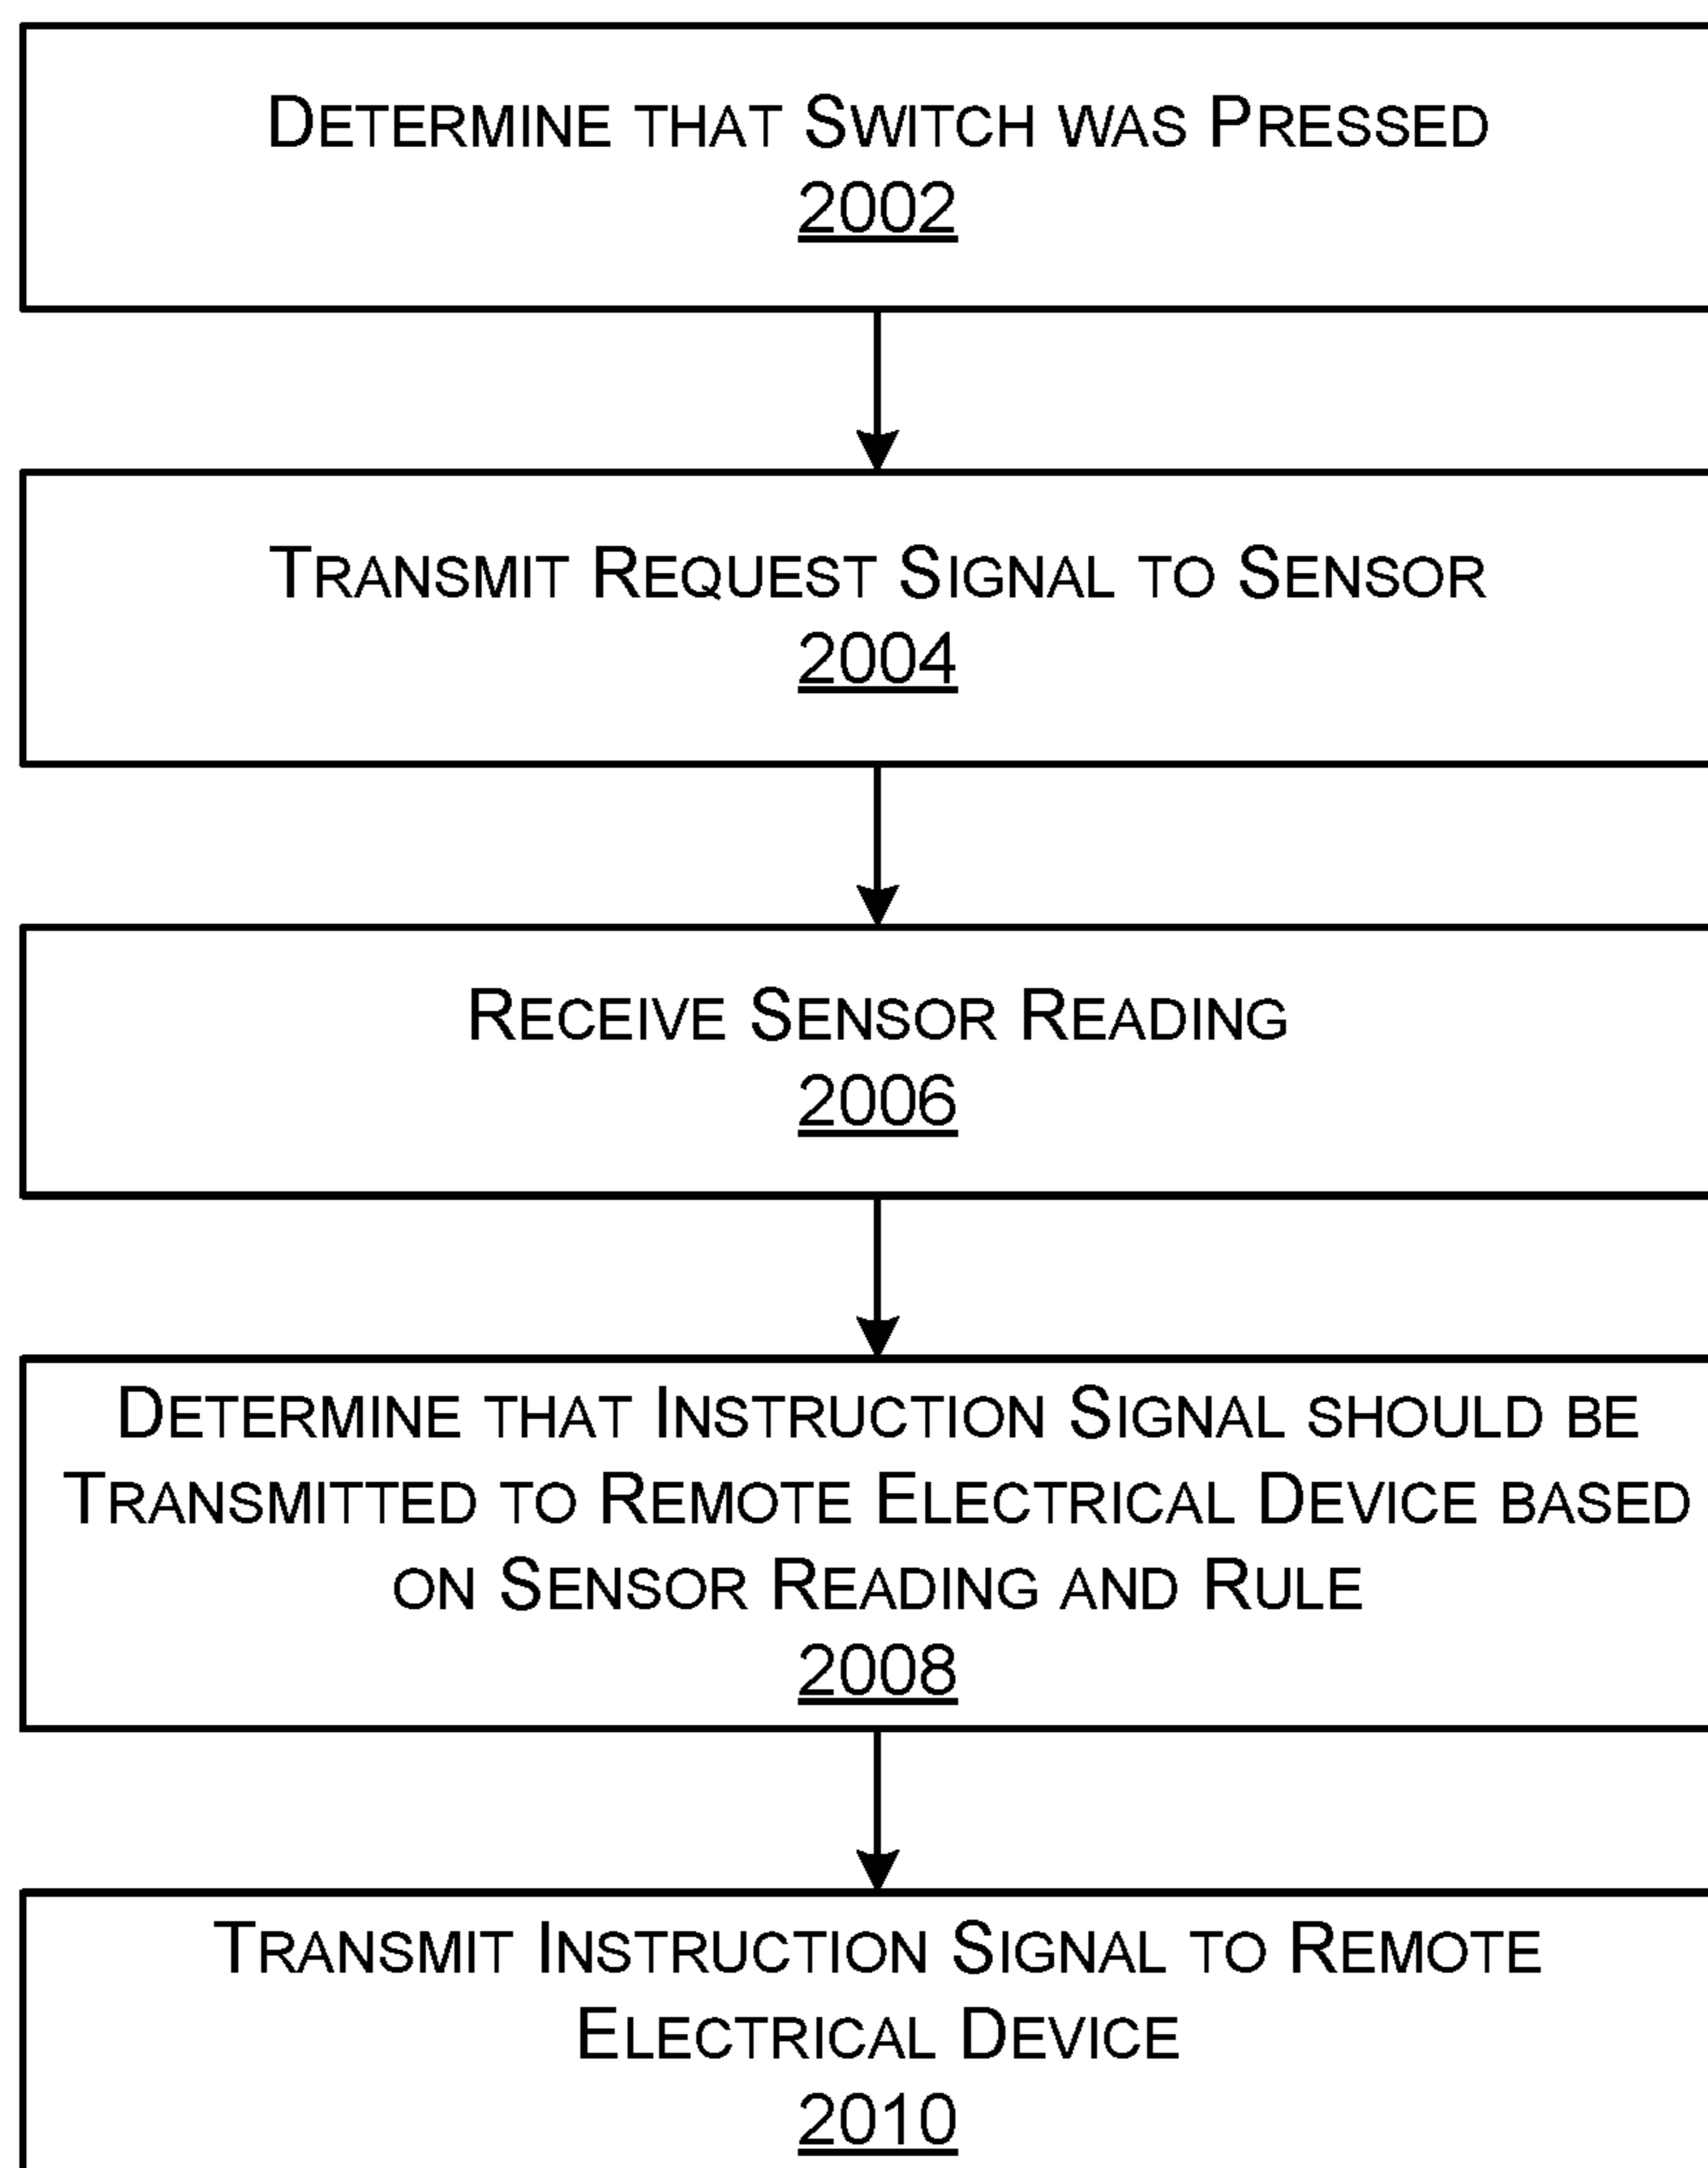 DETERMINE THAT SWITCH WAS PRESSED
2002
TRANSMIT REQUEST SIGNAL TO SENSOR
2004
RECEIVE SENSOR READING
2006
DETERMINE THAT INSTRUCTION SIGNAL SHOULD BE
TRANSMITTED TO REMOTE ELECTRICAL DEVICE BASED
ON SENSOR READING AND RULE
2008
TRANSMIT INSTRUCTION SIGNAL TO REMOTE
ELECTRICAL DEVICE
2010